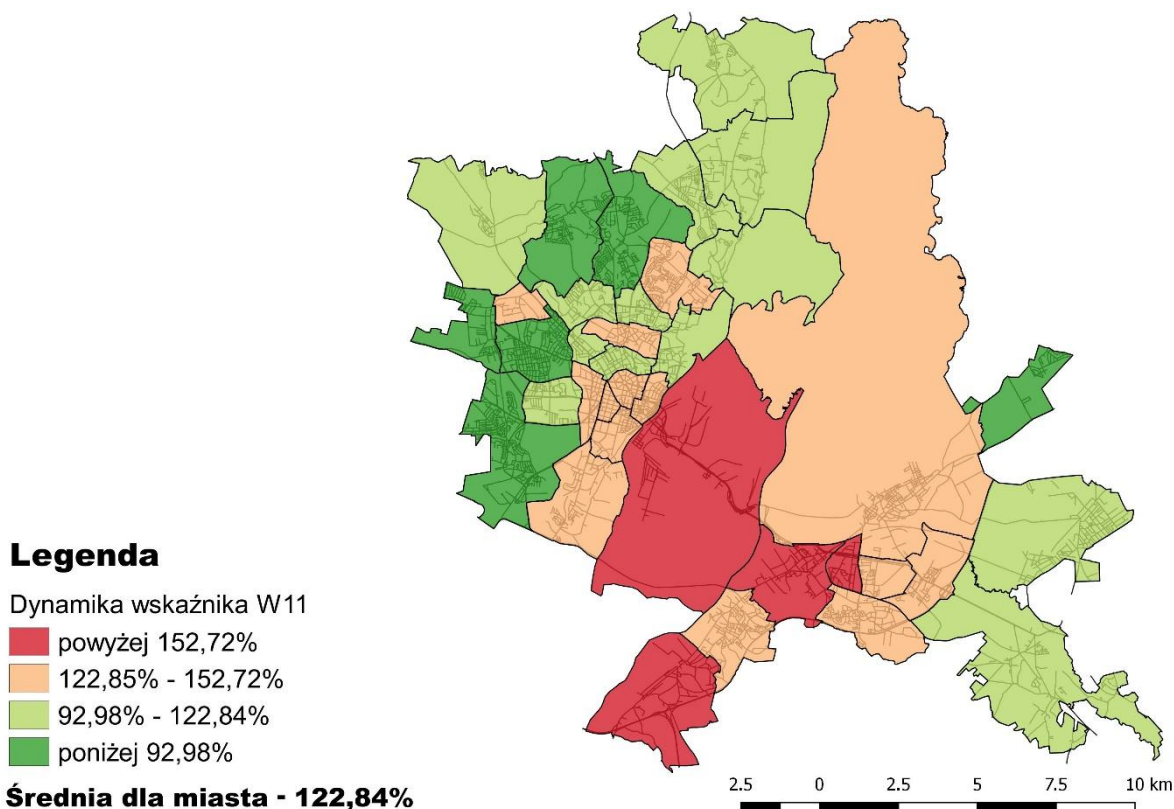 Legenda
Dynamika wskaźnika W11
powyżej 152,72%
122,85% - 152,72%
92,98% - 122,84%
poniżej 92,98%
Średnia dla miasta - 122,84%
2.5 0 2.5 5 7.5 10 km